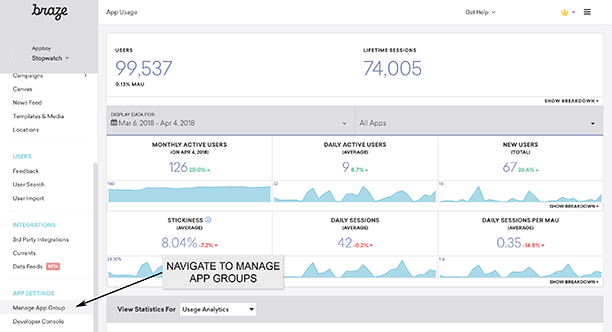 braze
App Usage
Get Help
Appboy
Stopwatch
Campaigns
Canvas
News Feed
Templates & Media
Locations
USERS
Feedback
User Search
User Import
INTEGRATIONS
3rd Party Integrations
Currents
Data Feeds BETA
APP SETTINGS
Manage App Group
Developer Console
USERS
99,537
0.13% MAU
LIFETIME SESSIONS
74,005
SHOW BREAKDOWN
DISPLAY DATA FOR:
Mar 6, 2018 - Apr 4, 2018
All Apps
MONTHLY ACTIVE USERS
(ON APR 4, 2018)
126 20.0%
160
DAILY ACTIVE USERS
(AVERAGE)
9 8.7%
NEW USERS
(TOTAL)
67 26.4%
16
SHOW BREAKDOWN
STICKINESS
(AVERAGE)
8.04% -7.2%
DAILY SESSIONS
(AVERAGE)
42 -0.2%
DAILY SESSIONS PER MAU
(AVERAGE)
0.35 -14.8%
SHOW BREAKDOWN
NAVIGATE TO MANAGE
APP GROUPS
View Statistics For Usage Analytics